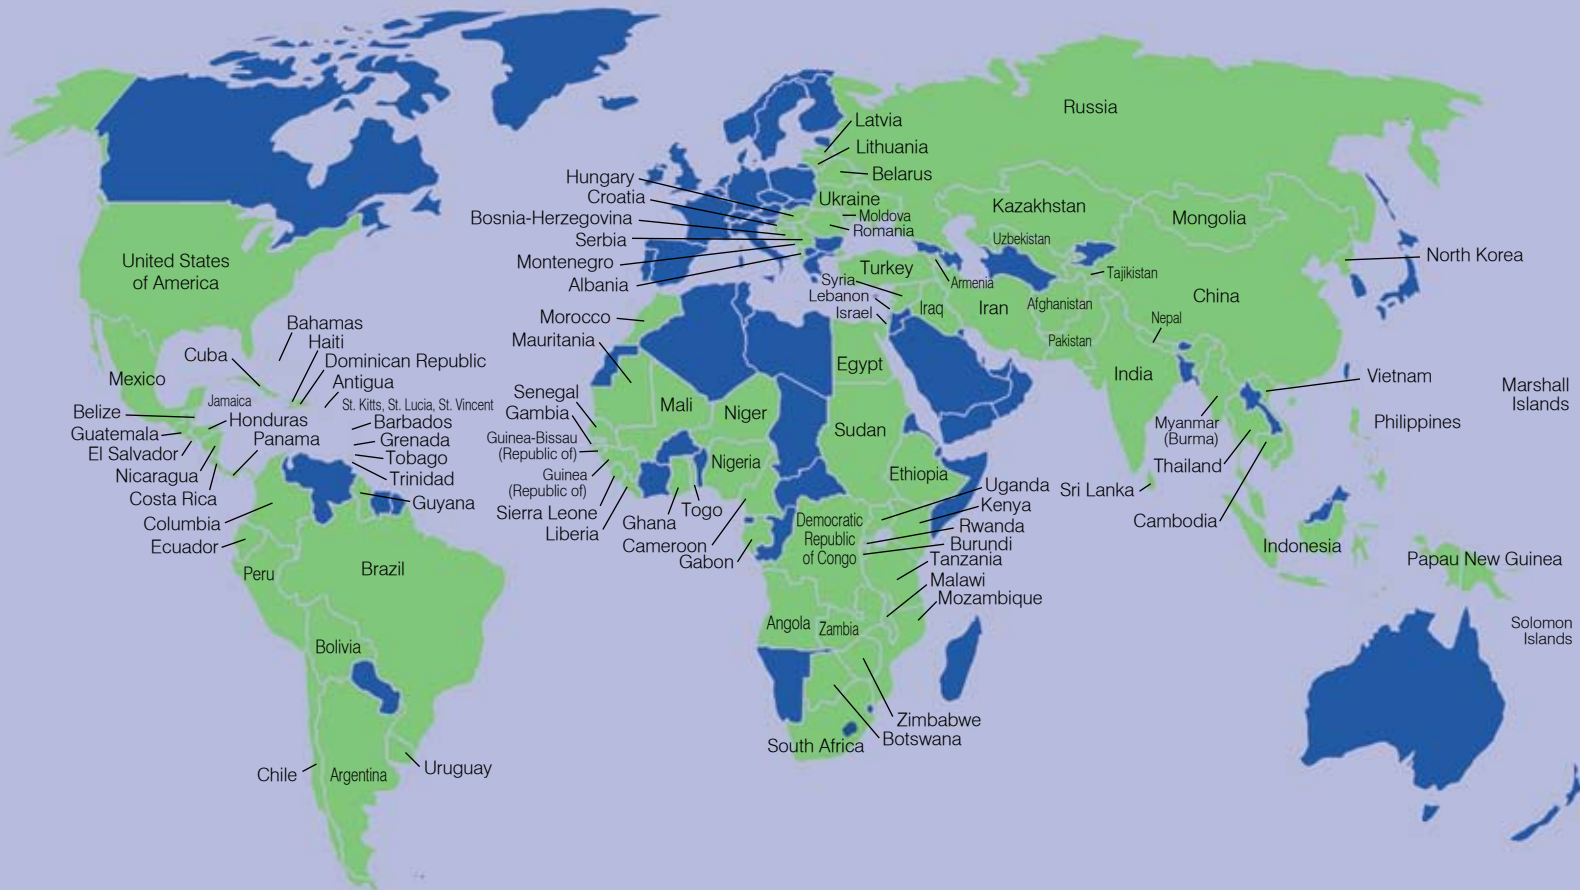 Russia
Latvia
Lithuania
Belarus
Hungary
Croatia
Bosnia-Herzegovina
Serbia
Montenegro
Albania
Ukraine
Moldova
Romania
Kazakhstan
Mongolia
Uzbekistan
Tajikistan
North Korea
China
United States
of America
Turkey
Armenia
Syria
Lebanon
Israel
Iraq
Iran
Afghanistan
Pakistan
Nepal
India
Morocco
Mauritania
Egypt
Bahamas
Haiti
Cuba
Dominican Republic
Antigua
Mexico
Jamaica
St. Kitts, St. Lucia, St. Vincent
Belize
Honduras
Barbados
Guatemala
Panama
Grenada
El Salvador
Tobago
Nicaragua
Trinidad
Costa Rica
Guyana
Columbia
Ecuador
Peru
Brazil
Bolivia
Chile
Argentina
Uruguay
Senegal
Gambia
Guinea-Bissau
(Republic of)
Guinea
(Republic of)
Sierra Leone
Liberia
Mali
Niger
Nigeria
Ghana
Togo
Cameroon
Gabon
Sudan
Ethiopia
Uganda
Kenya
Democratic
Republic
of Congo
Rwanda
Burundi
Tanzania
Malawi
Mozambique
Angola
Zambia
Zimbabwe
Botswana
South Africa
Vietnam
Marshall
Islands
Philippines
Myanmar
(Burma)
Thailand
Sri Lanka
Cambodia
Indonesia
Papau New Guinea
Solomon
Islands